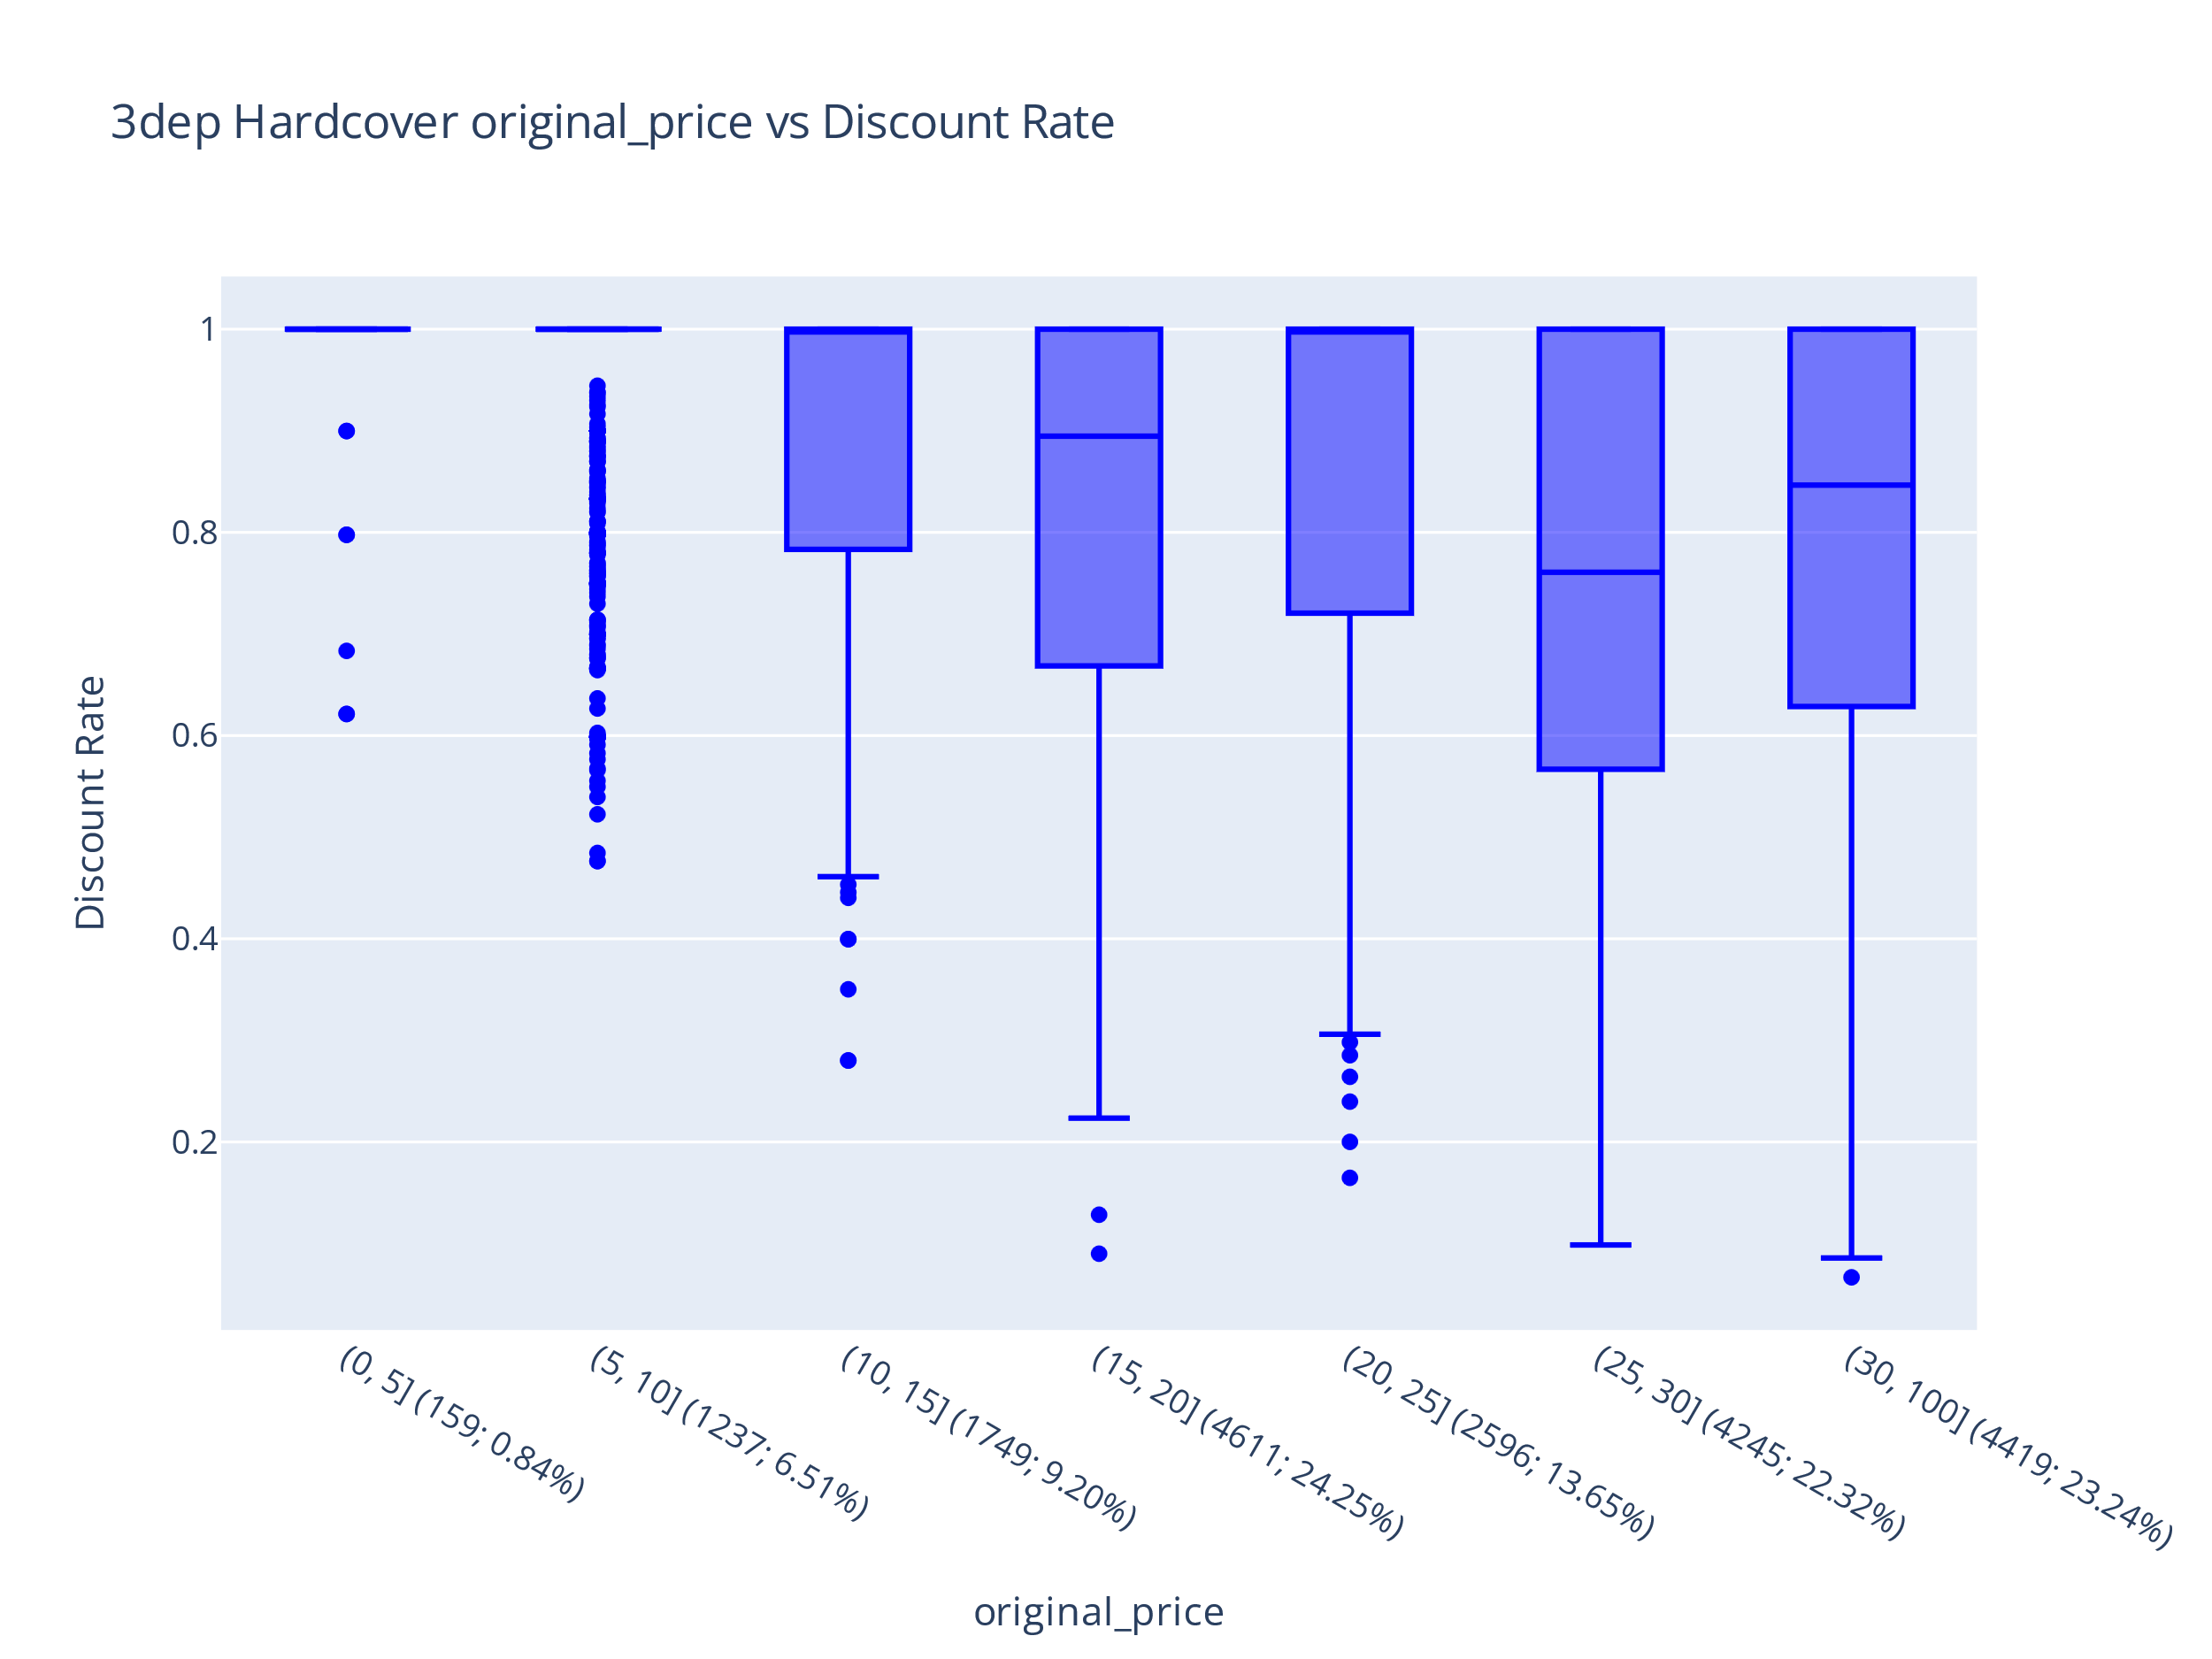 3dep Hardcover original_price vs Discount Rate
1
0.8
0.6
0.4
0.2
Discount Rate
(0, 5] (159; 0.84%)
(5, 10] (1237; 6.51%)
(10, 15] (1749; 9.20%)
(15, 20] (4611; 24.25%)
(20, 25] (2596; 13.65%)
(25, 30] (4245; 22.32%)
(30, 100] (4419; 23.24%)
original_price